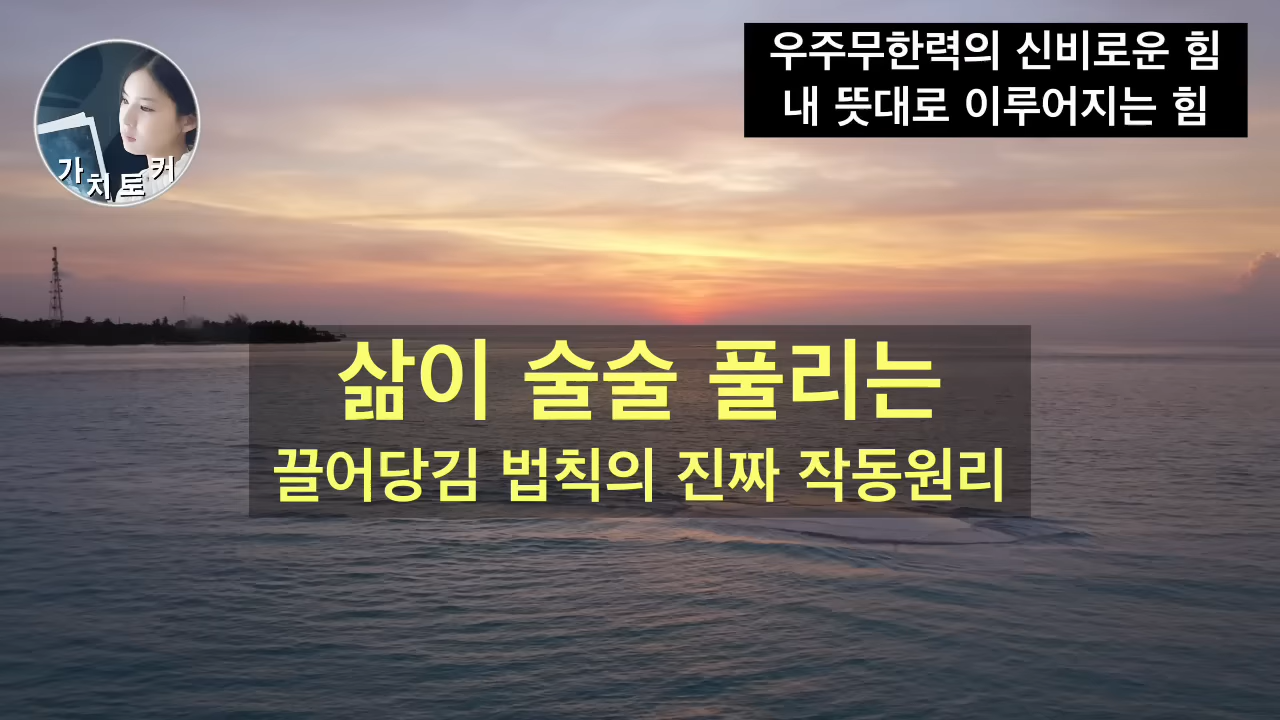 우주무한력의 신비로운 힘
내 뜻대로 이루어지는 힘
가치토커
삶이 술술 풀리는
끌어당김 법칙의 진짜 작동원리